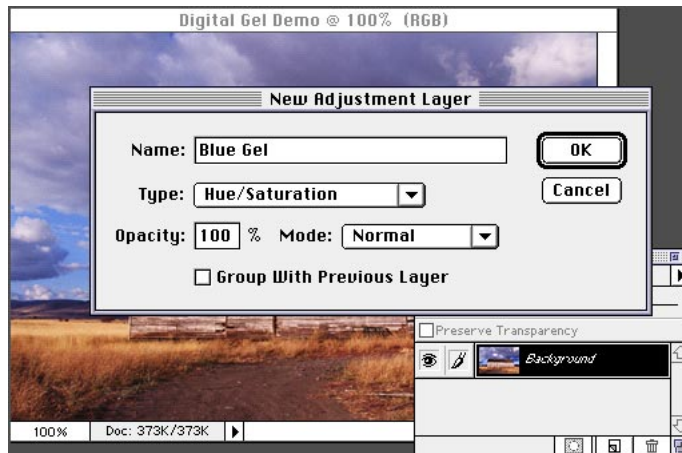 Digital Gel Demo @ 100% (RGB)
New Adjustment Layer
Name: Blue Gel
OK
Type: Hue/Saturation
Cancel
Opacity: 100 % Mode: Normal
Group With Previous Layer
Preserve Transparency
Background
100% Doc: 373K/373K